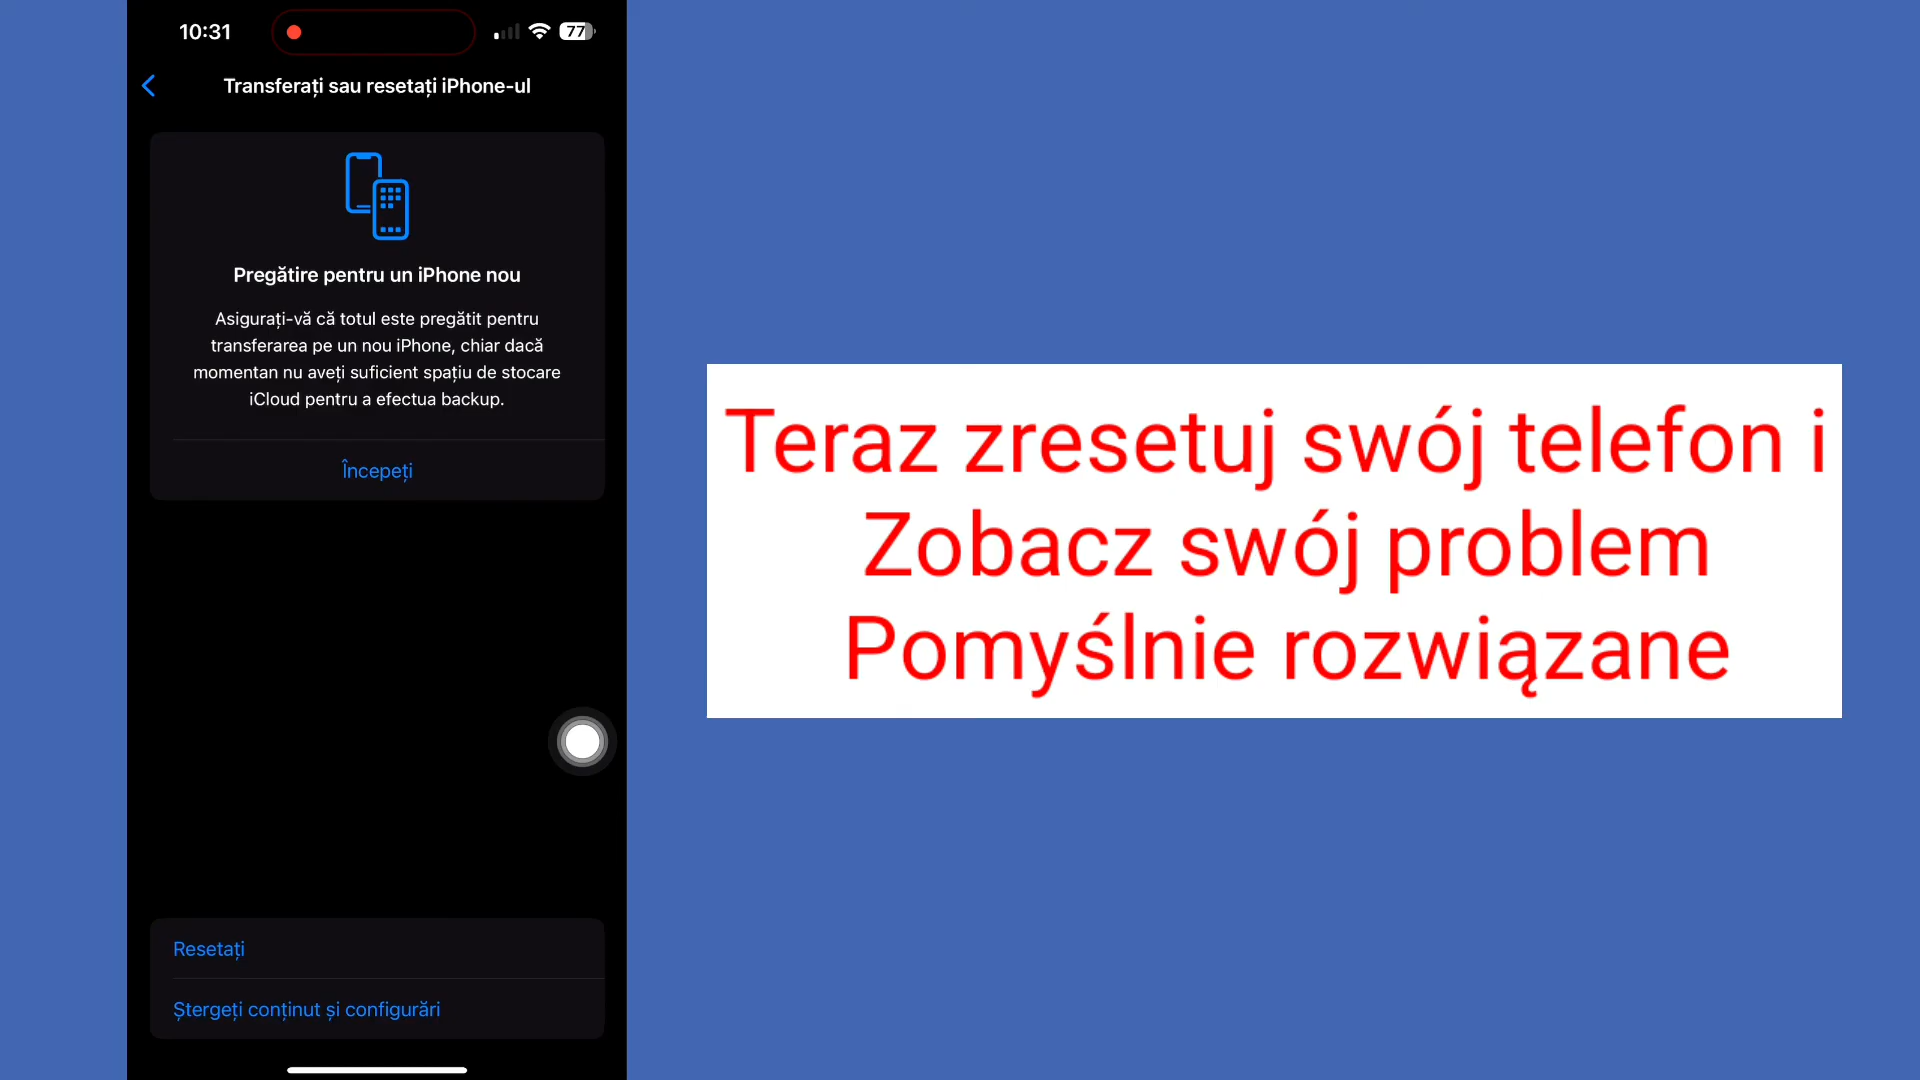 10:31
77
Transferați sau resetați iPhone-ul
Pregătire pentru un iPhone nou
Asigurați-vă că totul este pregătit pentru
transferarea pe un nou iPhone, chiar dacă
momentan nu aveți suficient spațiu de stocare
iCloud pentru a efectua backup.
Începeți
Resetați
Ștergeți conținut și configurări
Teraz zresetuj swój telefon i
Zobacz swój problem
Pomyślnie rozwiązane